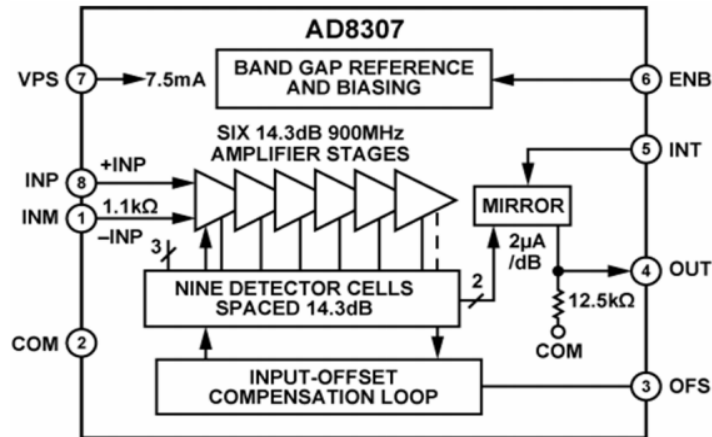 AD8307
VPS
7
7.5mA
BAND GAP REFERENCE
AND BIASING
6
ENB
SIX 14.3dB 900MHz
AMPLIFIER STAGES
5
INT
INP
8
+INP
INM
1
1.1kΩ
–INP
3
MIRROR
2µA
/dB
4
OUT
NINE DETECTOR CELLS
SPACED 14.3dB
2
12.5kΩ
COM
COM
2
INPUT-OFFSET
COMPENSATION LOOP
3
OFS